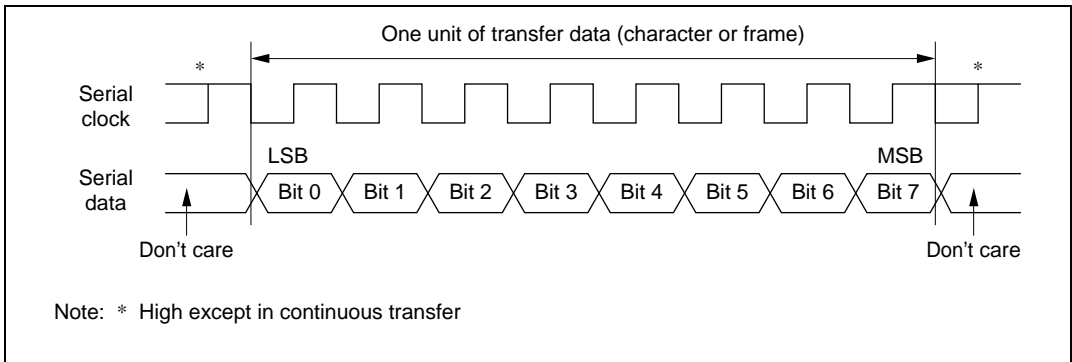 One unit of transfer data (character or frame)
* *
Serial
clock
LSB MSB
Serial
data
Bit 0 Bit 1 Bit 2 Bit 3 Bit 4 Bit 5 Bit 6 Bit 7
Don't care Don't care
Note: * High except in continuous transfer